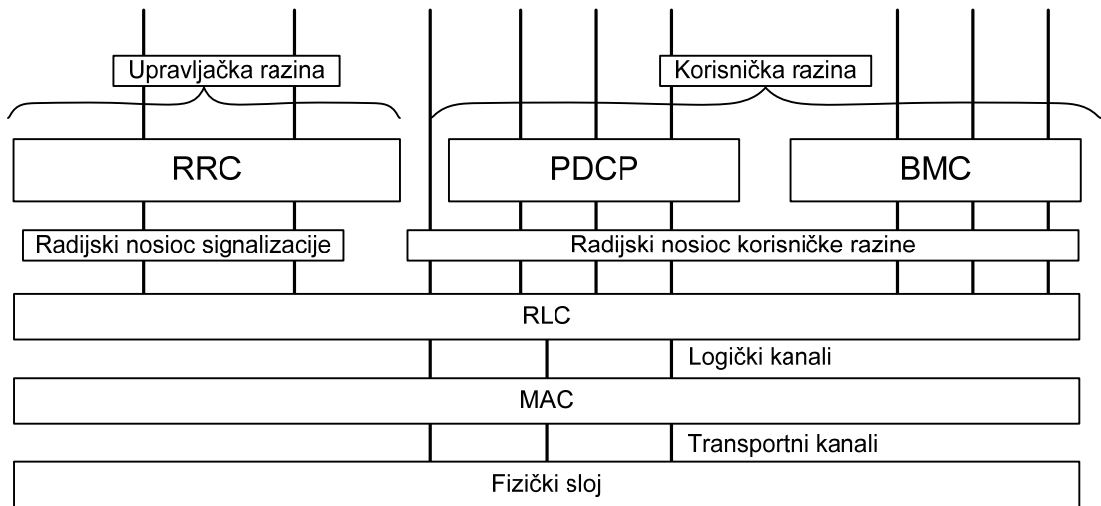 Upravljačka razina
Korisnička razina
RRC
PDCP
BMC
Radijski nosioc signalizacije
Radijski nosioc korisničke razine
RLC
Logički kanali
MAC
Transportni kanali
Fizički sloj